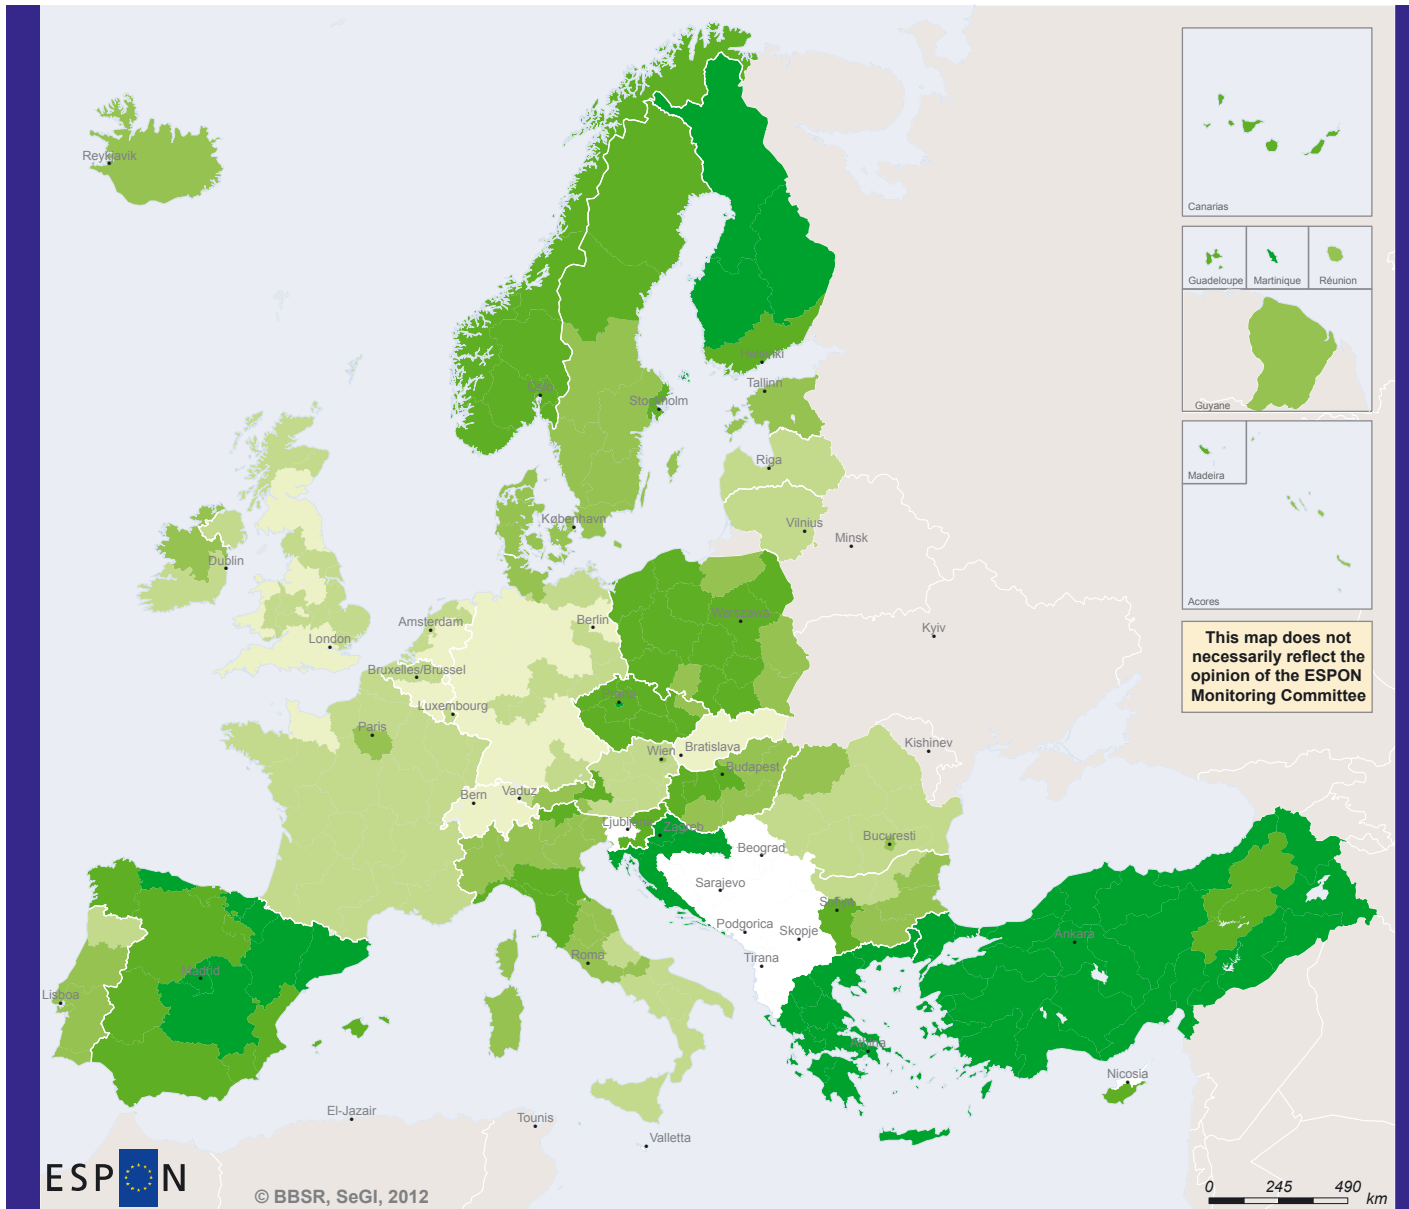 Reykjavik
Canarias
Guadeloupe
Martinique
Réunion
Guyane
Madeira
Acores
This map does not
necessarily reflect the
opinion of the ESPON
Monitoring Committee
Helsinki
Tallinn
Oslo
Stockholm
Riga
København
Vilnius
Minsk
Dublin
Amsterdam
Berlin
Warszawa
Kyiv
London
Bruxelles/Brussel
Luxembourg
Praha
Paris
Wien
Bratislava
Kishinev
Budapest
Bern
Vaduz
Ljubljana
Zagreb
Bucuresti
Beograd
Sarajevo
Sofiya
Podgorica
Skopje
Ankara
Roma
Tirana
Madrid
Lisboa
Athina
Nicosia
El-Jazair
Tounis
Valletta
ESPON
© BBSR, SeGI, 2012
0 245 490
km